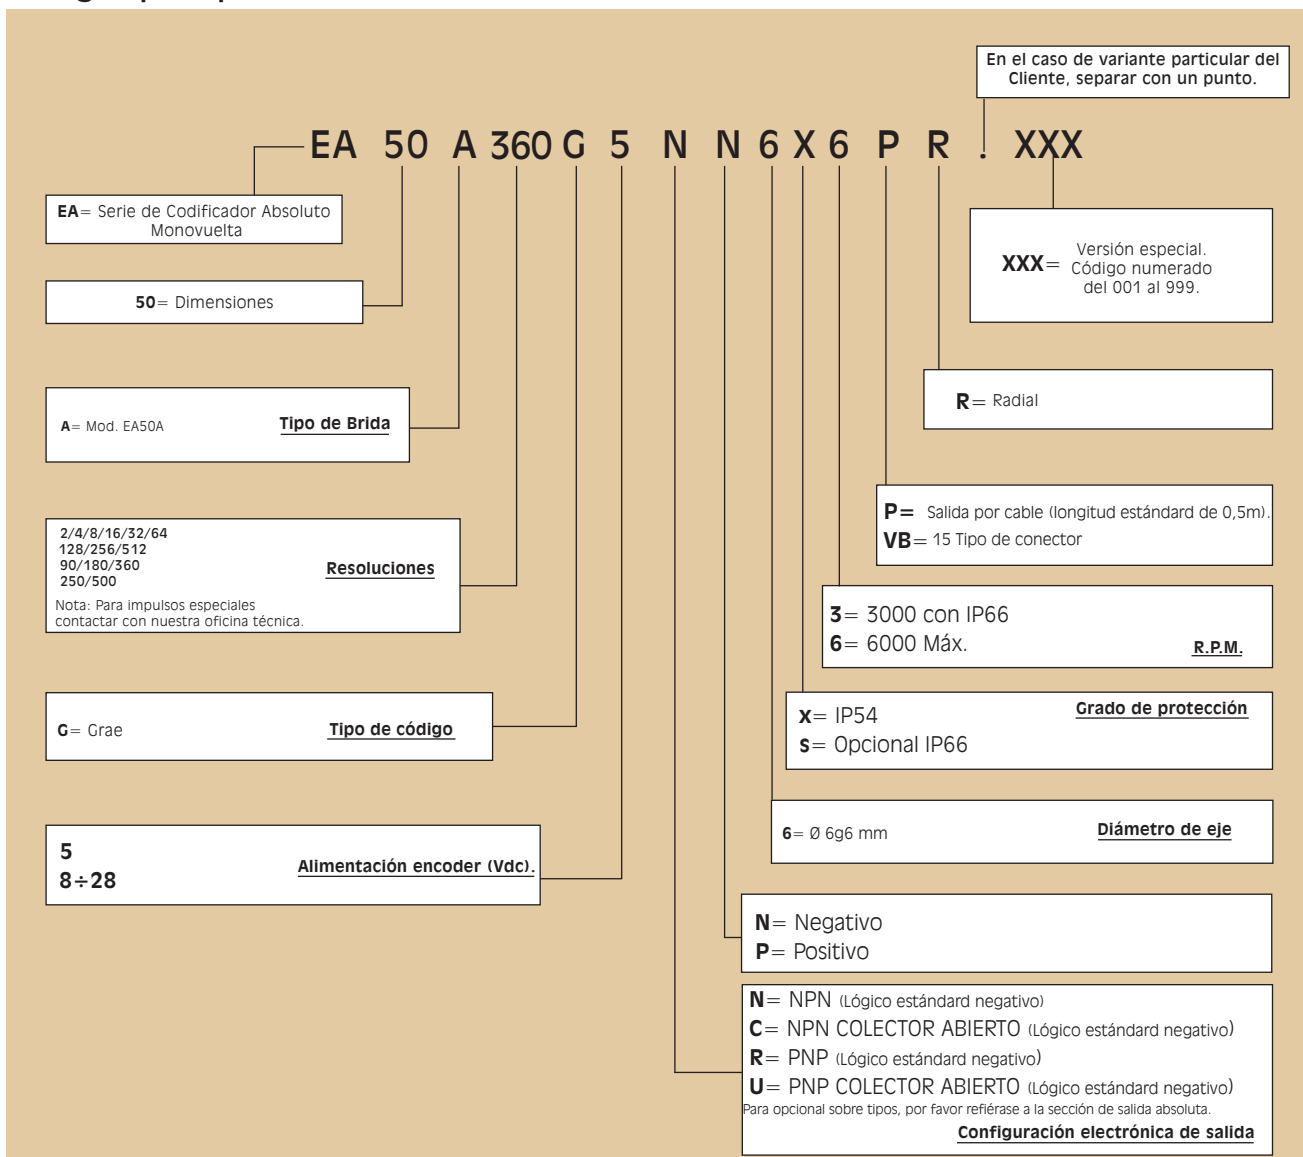 En el caso de variante particular del
Cliente, separar con un punto.
EA 50 A 360 G 5 N N 6 X 6 P R . XXX
EA= Serie de Codificador Absoluto
Monovuelta
50= Dimensiones
A= Mod. EA50A
Tipo de Brida
2/4/8/16/32/64
128/256/512
90/180/360
250/500
Resoluciones
Nota: Para impulsos especiales
contactar con nuestra oficina técnica.
G= Grae
Tipo de código
5
8÷28
Alimentación encoder (Vdc).
XXX= Versión especial.
Código numerado
del 001 al 999.
R= Radial
P= Salida por cable (longitud estándard de 0,5m).
VB= 15 Tipo de conector
3= 3000 con IP66
6= 6000 Máx.
R.P.M.
x= IP54
s= Opcional IP66
Grado de protección
6= Ø 6g6 mm
Diámetro de eje
N= Negativo
P= Positivo
N= NPN (Lógico estándard negativo)
C= NPN COLECTOR ABIERTO (Lógico estándard negativo)
R= PNP (Lógico estándard negativo)
U= PNP COLECTOR ABIERTO (Lógico estándard negativo)
Para opcional sobre tipos, por favor refiérase a la sección de salida absoluta.
Configuración electrónica de salida